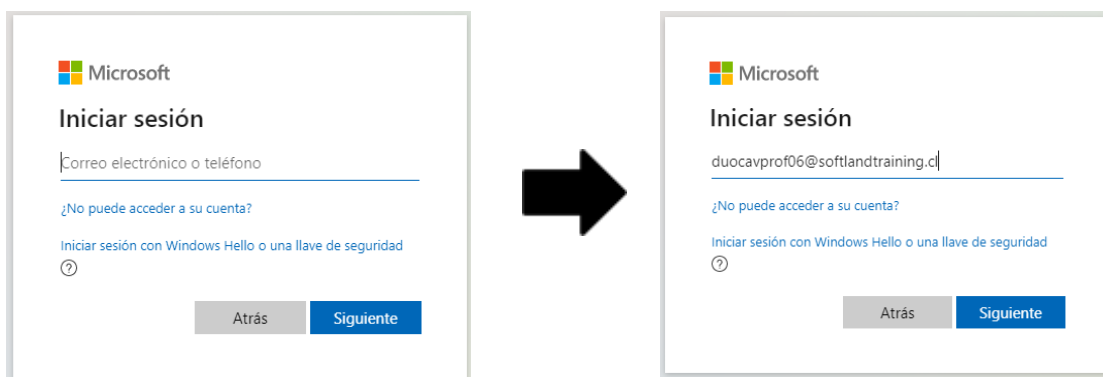 Microsoft
Iniciar sesión
Correo electrónico o teléfono
¿No puede acceder a su cuenta?
Iniciar sesión con Windows Hello o una llave de seguridad
?
Atrás
Siguiente
Microsoft
Iniciar sesión
duocavprof06@softlandtraining.cl
¿No puede acceder a su cuenta?
Iniciar sesión con Windows Hello o una llave de seguridad
?
Atrás
Siguiente